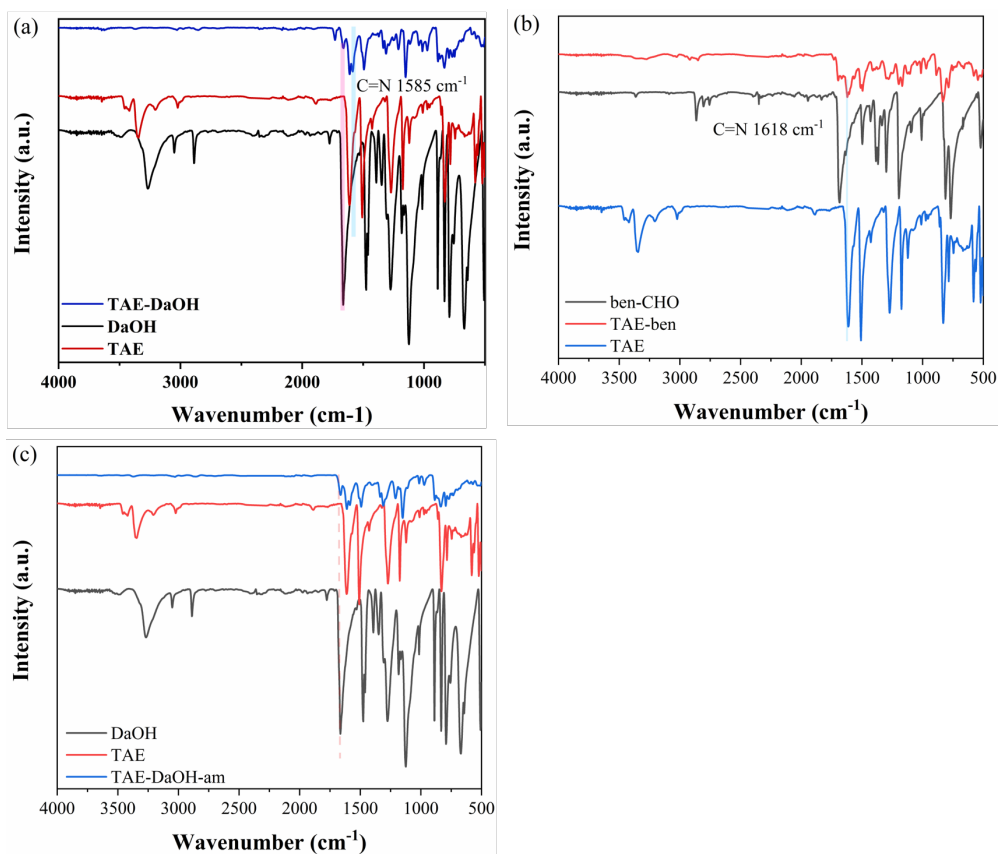 (a)
C=N 1585 cm-1
TAE-DaOH
DaOH
TAE
Intensity (a.u.)
4000 3000 2000 1000
Wavenumber (cm-1)
(b)
C=N 1618 cm-1
ben-CHO
TAE-ben
TAE
Intensity (a.u.)
4000 3500 3000 2500 2000 1500 1000 500
Wavenumber (cm-1)
(c)
DaOH
TAE
TAE-DaOH-am
Intensity (a.u.)
4000 3500 3000 2500 2000 1500 1000 500
Wavenumber (cm-1)